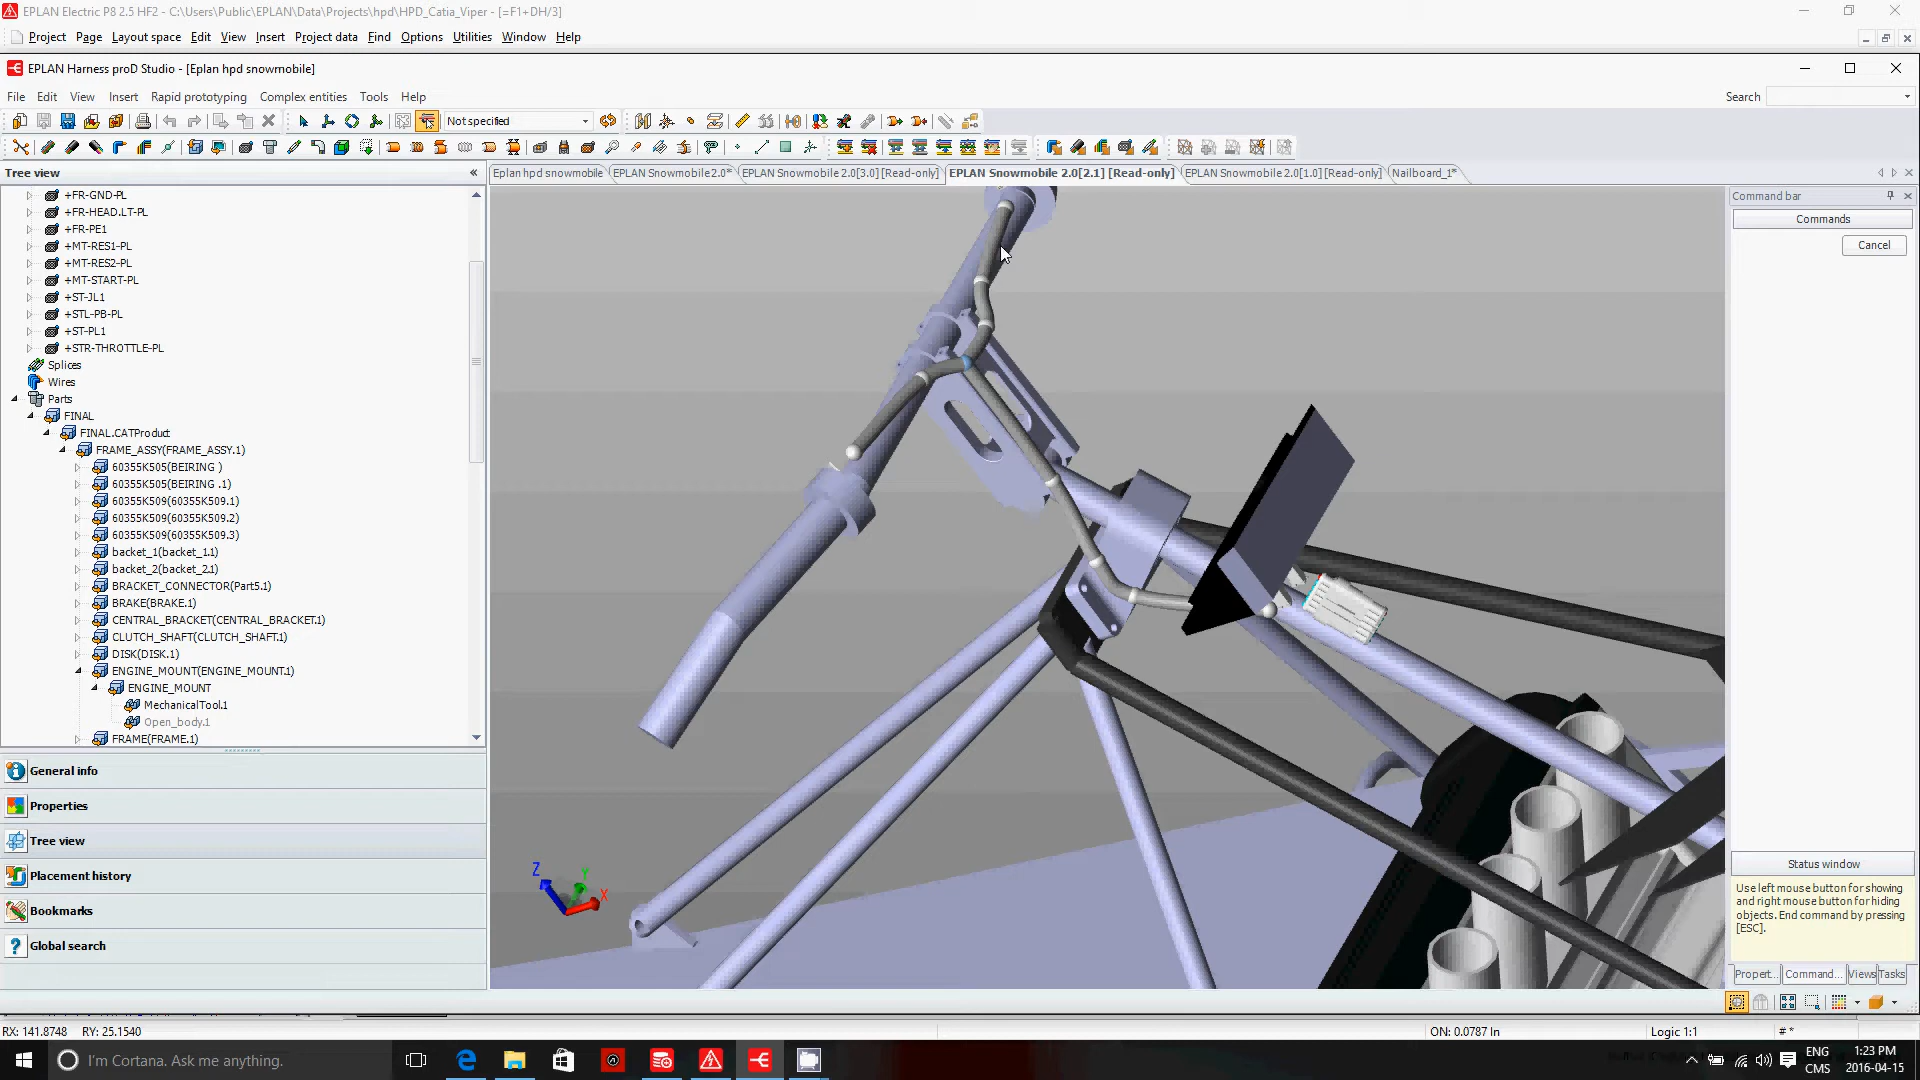 EPLAN Electric P8 2.5 HF2 - C:\Users\Public\EPLAN\Data\Projects\hpd\HPD_Catia_Viper - [=F1+DH/3]
Project Page Layout space Edit View Insert Project data Find Options Utilities Window Help
EPLAN Harness proD Studio - [Eplan hpd snowmobile]
File Edit View Insert Rapid prototyping Complex entities Tools Help
Search
Not specified
Tree view
Eplan hpd snowmobile EPLAN Snowmobile 2.0* EPLAN Snowmobile 2.0[3.0] [Read-only] EPLAN Snowmobile 2.0[2.1] [Read-only] EPLAN Snowmobile 2.0[1.0] [Read-only] Nailboard_1*
+FR-GND-PL
+FR-HEAD.LT-PL
+FR-PE1
+MT-RES1-PL
+MT-RES2-PL
+MT-START-PL
+ST-JL1
+STL-PB-PL
+ST-PL1
+STR-THROTTLE-PL
Splices
Wires
Parts
FINAL
FINAL.CATProduct
FRAME_ASSY(FRAME_ASSY.1)
60355K505(BEIRING )
60355K505(BEIRING .1)
60355K509(60355K509.1)
60355K509(60355K509.2)
60355K509(60355K509.3)
backet_1(backet_1.1)
backet_2(backet_2.1)
BRACKET_CONNECTOR(Part5.1)
BRAKE(BRAKE.1)
CENTRAL_BRACKET(CENTRAL_BRACKET.1)
CLUTCH_SHAFT(CLUTCH_SHAFT.1)
DISK(DISK.1)
ENGINE_MOUNT(ENGINE_MOUNT.1)
ENGINE_MOUNT
MechanicalTool.1
Open_body.1
FRAME(FRAME.1)
General info
Properties
Tree view
Placement history
Bookmarks
Global search
Z
Y
X
Command bar
Commands
Cancel
Status window
Use left mouse button for showing
and right mouse button for hiding
objects. End command by pressing
[ESC].
Propert... Command... Views Tasks
RX: 141.8748 RY: 25.1540
ON: 0.0787 In
Logic 1:1
# *
I'm Cortana. Ask me anything.
ENG
CMS
1:23 PM
2016-04-15